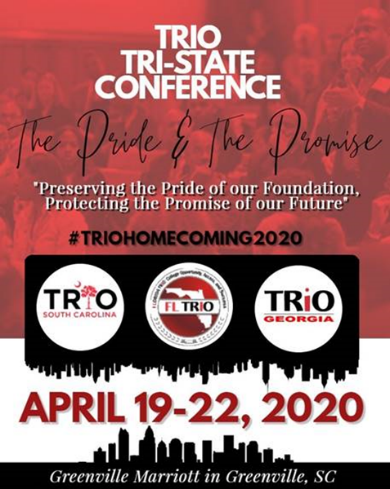 TRIO
TRI-STATE
CONFERENCE
The Pride & The Promise
"Preserving the Pride of our Foundation,
Protecting the Promise of our Future"
#TRIOHOMECOMING2020
TRIO
SOUTH CAROLINA
FL TRIO
TRiO
GEORGIA
APRIL 19-22, 2020
Greenville Marriott in Greenville, SC